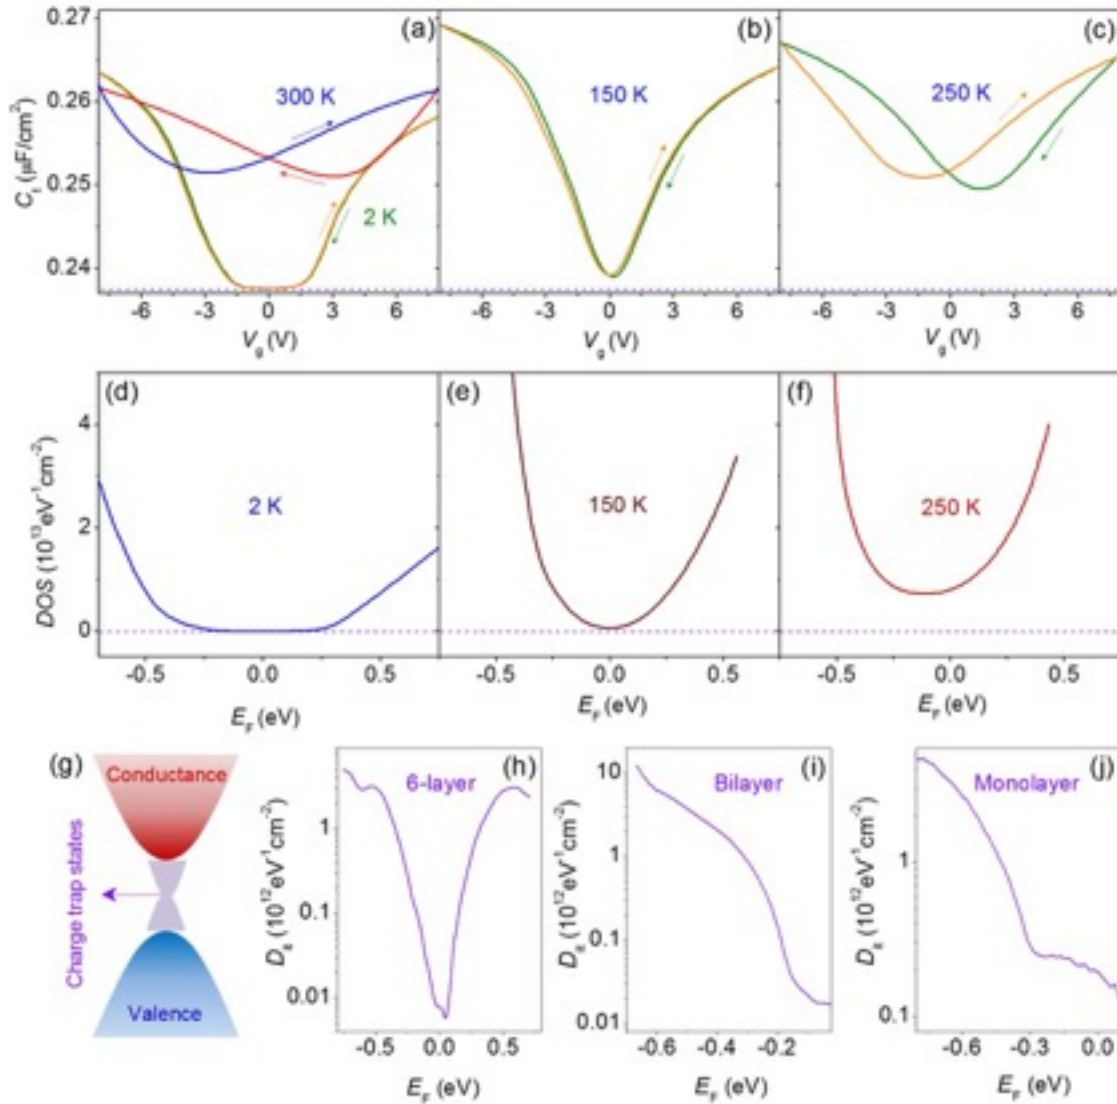 (a)
(b)
(c)
300 K
150 K
250 K
2 K
0.27
0.26
0.25
0.24
Cₜ (µF/cm²)
-6 -3 0 3 6
-6 -3 0 3 6
-6 -3 0 3 6
V_g (V)
V_g (V)
V_g (V)
(d)
(e)
(f)
2 K
150 K
250 K
4
2
0
DOS (10¹³eV⁻¹cm⁻²)
-0.5 0.0 0.5
-0.5 0.0 0.5
-0.5 0.0 0.5
E_F (eV)
E_F (eV)
E_F (eV)
(g)
Conductance
Charge trap states
Valence
(h)
6-layer
1
0.1
0.01
D_it (10¹²eV⁻¹cm⁻²)
-0.5 0.0 0.5
E_F (eV)
(i)
Bilayer
10
1
0.1
0.01
D_it (10¹²eV⁻¹cm⁻²)
-0.6 -0.4 -0.2
E_F (eV)
(j)
Monolayer
1
0.1
D_it (10¹²eV⁻¹cm⁻²)
-0.6 -0.3 0.0
E_F (eV)